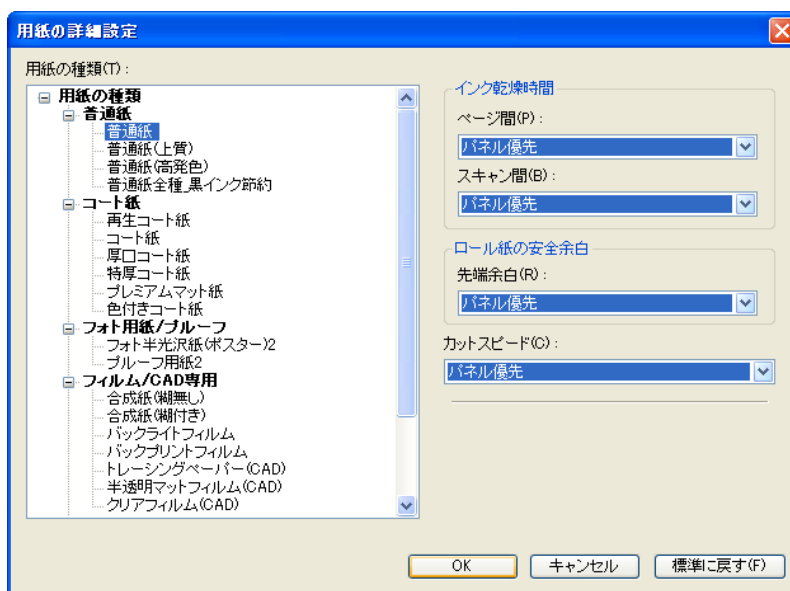 用紙の詳細設定
用紙の種類(T):
用紙の種類
普通紙
普通紙
普通紙(上質)
普通紙(高発色)
普通紙全種_黒インク節約
コート紙
再生コート紙
コート紙
厚口コート紙
特厚コート紙
プレミアムマット紙
色付きコート紙
フォト用紙/プルーフ
フォト半光沢紙(ポスター)2
プルーフ用紙2
フィルム/CAD専用
合成紙(糊無し)
合成紙(糊付き)
バックライトフィルム
バックプリントフィルム
トレーシングペーパー(CAD)
半透明マットフィルム(CAD)
クリアフィルム(CAD)
インク乾燥時間
ページ間(P):
パネル優先
スキャン間(B):
パネル優先
ロール紙の安全余白
先端余白(R):
パネル優先
カットスピード(C):
パネル優先
OK
キャンセル
標準に戻す(F)